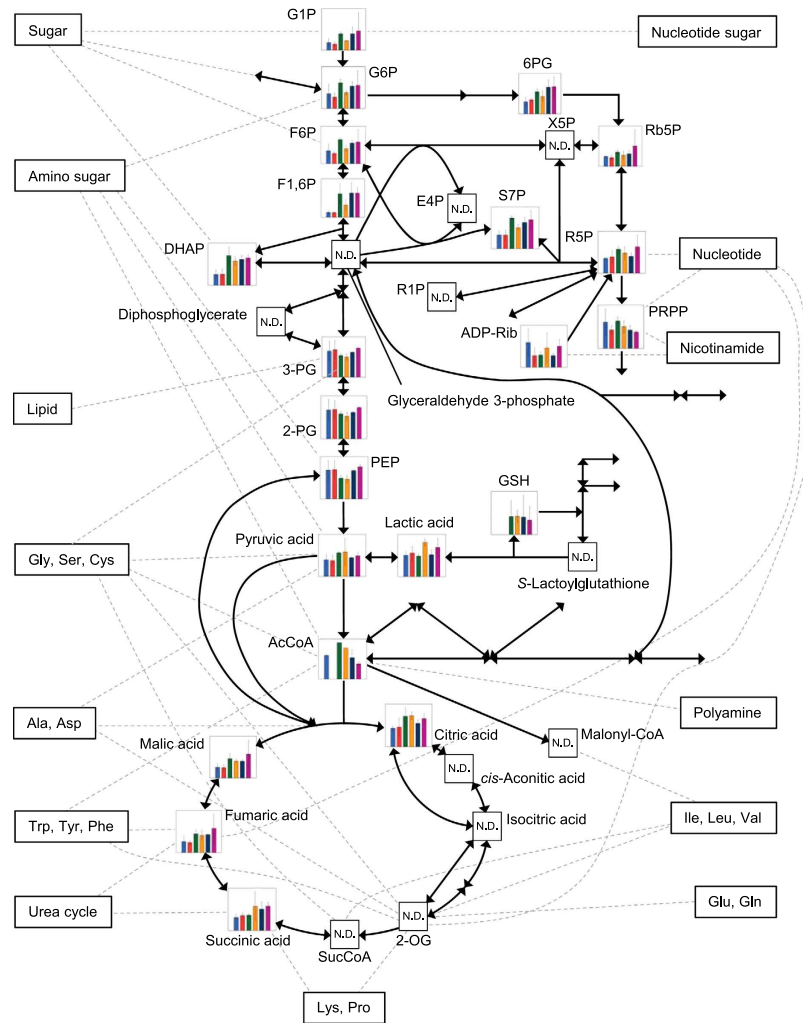 G1P
Sugar
Nucleotide sugar
G6P
6PG
F6P
X5P
N.D.
Rb5P
Amino sugar
F1,6P
E4P
N.D.
S7P
DHAP
N.D.
R5P
Nucleotide
R1P
N.D.
Diphosphoglycerate
N.D.
ADP-Rib
PRPP
Nicotinamide
3-PG
Glyceraldehyde 3-phosphate
Lipid
2-PG
PEP
GSH
Pyruvic acid
Lactic acid
Gly, Ser, Cys
N.D.
S-Lactoylglutathione
AcCoA
Polyamine
Ala, Asp
Malic acid
Citric acid
N.D.
Malonyl-CoA
N.D.
cis-Aconitic acid
Trp, Tyr, Phe
Fumaric acid
N.D.
Isocitric acid
Ile, Leu, Val
Urea cycle
Glu, Gln
Succinic acid
N.D.
SucCoA
N.D.
2-OG
Lys, Pro